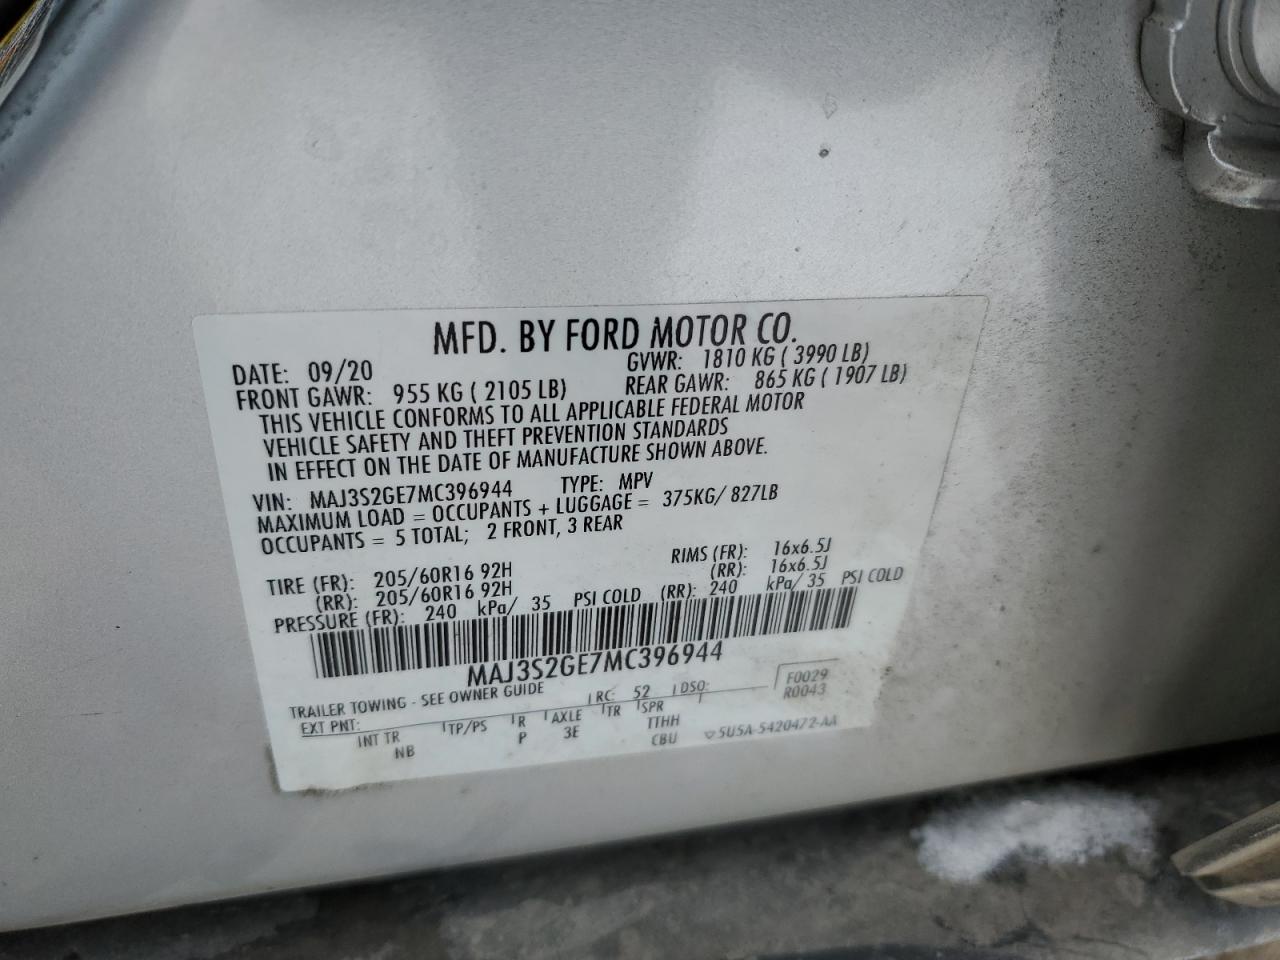 MFD. BY FORD MOTOR CO.
DATE: 09/20 GVWR: 1810 KG ( 3990 LB)
FRONT GAWR: 955 KG ( 2105 LB) REAR GAWR: 865 KG ( 1907 LB)
THIS VEHICLE CONFORMS TO ALL APPLICABLE FEDERAL MOTOR
VEHICLE SAFETY AND THEFT PREVENTION STANDARDS
IN EFFECT ON THE DATE OF MANUFACTURE SHOWN ABOVE.
VIN: MAJ3S2GE7MC396944 TYPE: MPV
MAXIMUM LOAD = OCCUPANTS + LUGGAGE = 375KG/ 827LB
OCCUPANTS = 5 TOTAL; 2 FRONT, 3 REAR
TIRE (FR): 205/60R16 92H RIMS (FR): 16x6.5J
(RR): 205/60R16 92H (RR): 16x6.5J
PRESSURE (FR): 240 kPa/ 35 PSI COLD (RR): 240 kPa/ 35 PSI COLD
MAJ3S2GE7MC396944
TRAILER TOWING - SEE OWNER GUIDE F0029
EXT PNT: RC: 52 DSO: R0043
INT TR TP/PS R AXLE TR SPR
NB P 3E TTHH
CBU 5U5A-5420472-AA